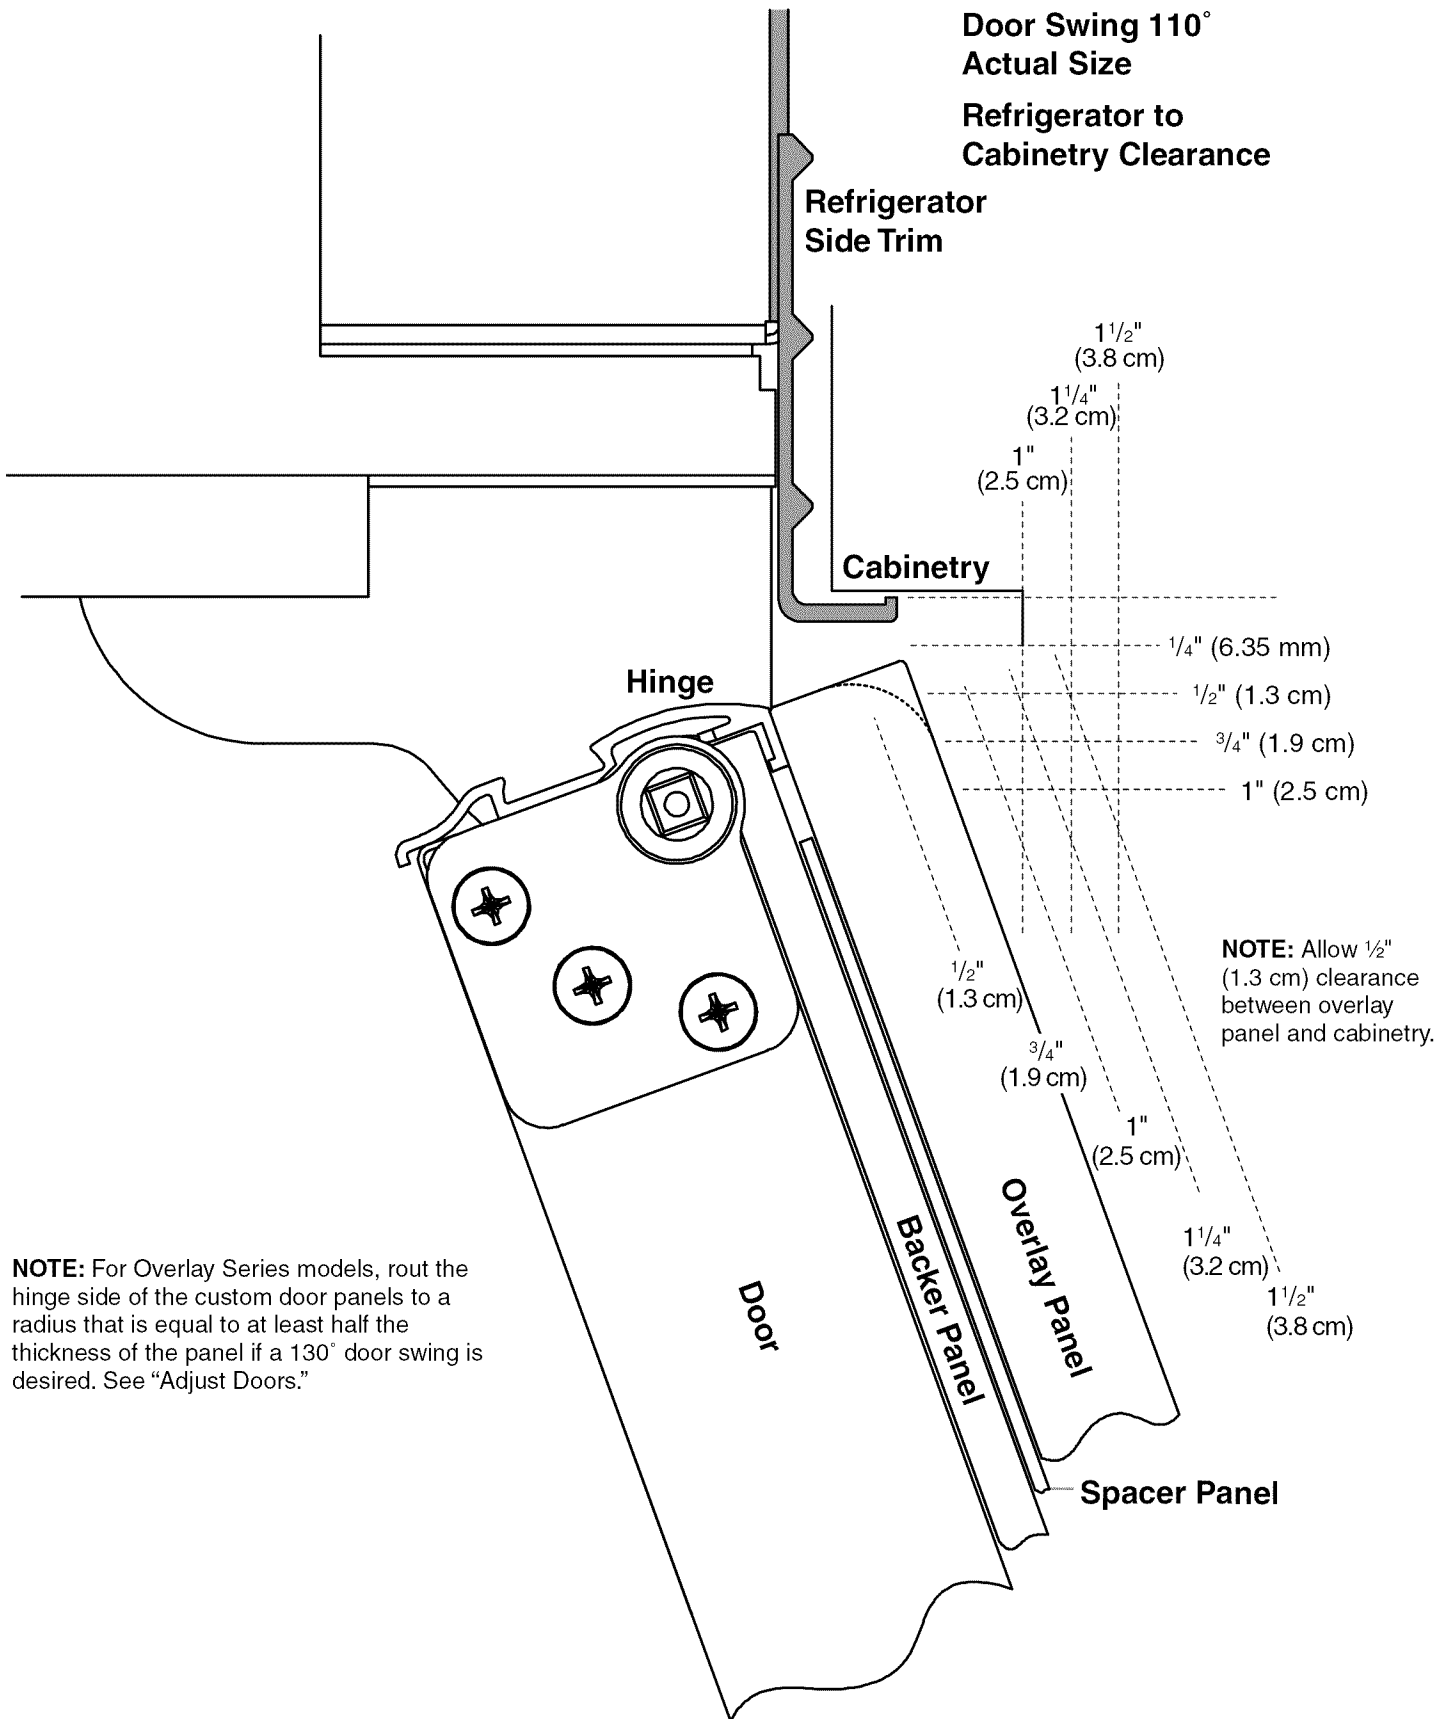 Door Swing 110°
Actual Size
Refrigerator to
Cabinetry Clearance
Refrigerator
Side Trim
1 1/2"
(3.8 cm)
1 1/4"
(3.2 cm)
1"
(2.5 cm)
Cabinetry
1/4" (6.35 mm)
Hinge
1/2" (1.3 cm)
3/4" (1.9 cm)
1" (2.5 cm)
NOTE: Allow ½"
(1.3 cm) clearance
between overlay
panel and cabinetry.
1/2"
(1.3 cm)
3/4"
(1.9 cm)
1"
(2.5 cm)
1 1/4"
(3.2 cm)
1 1/2"
(3.8 cm)
Overlay Panel
Backer Panel
Door
NOTE: For Overlay Series models, rout the
hinge side of the custom door panels to a
radius that is equal to at least half the
thickness of the panel if a 130° door swing is
desired. See “Adjust Doors.”
Spacer Panel